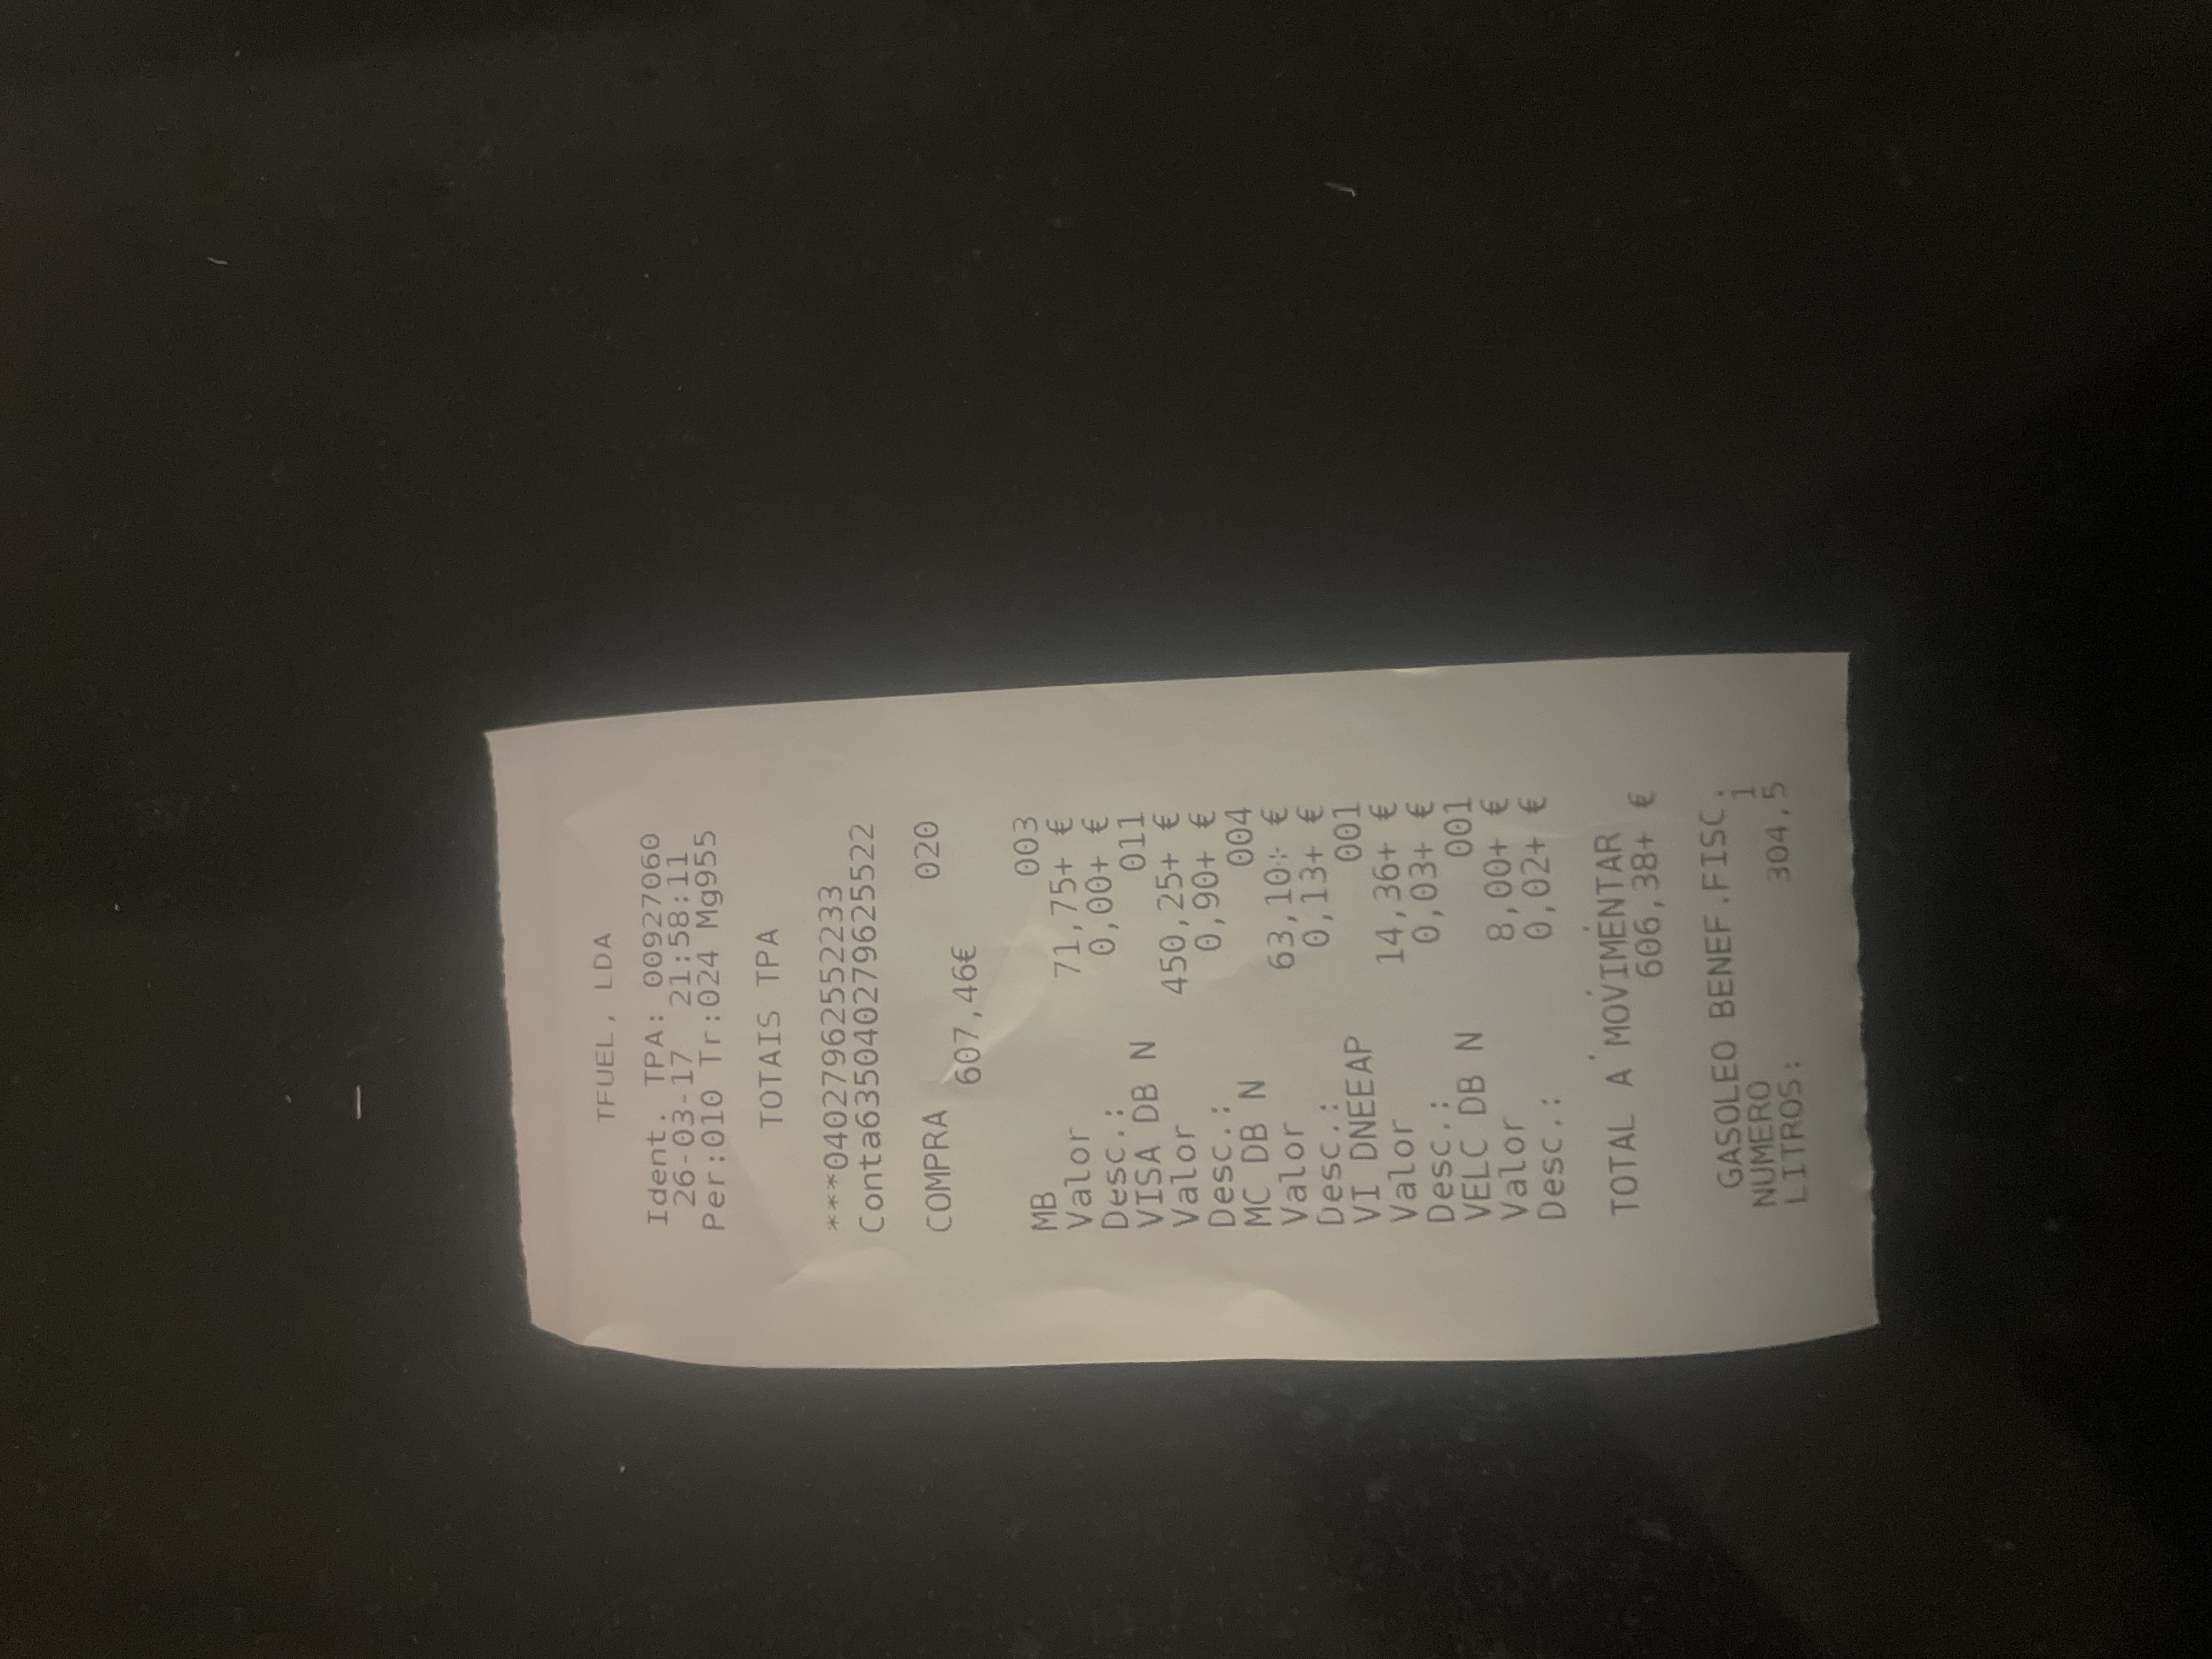 TFUEL, LDA
Ident. TPA: 009227060
26-03-17 21:58:11
Per:010 Tr:024 Mg955
TOTAIS TPA
***040279625522233
Conta6350402796255522
COMPRA 020
607,46€
MB 003
Valor 71,75+ €
Desc.: 0,00+ €
VISA DB N 011
Valor 450,25+ €
Desc.: 0,90+ €
MC DB N 004
Valor 63,10+ €
Desc.: 0,13+ €
VI DNEEAP 001
Valor 14,36+ €
Desc.: 0,03+ €
VELC DB N 001
Valor 8,00+ €
Desc.: 0,02+ €
TOTAL A MOVIMENTAR
606,38+ €
GASOLEO BENEF.FISC.
NUMERO 1
LITROS: 304,5